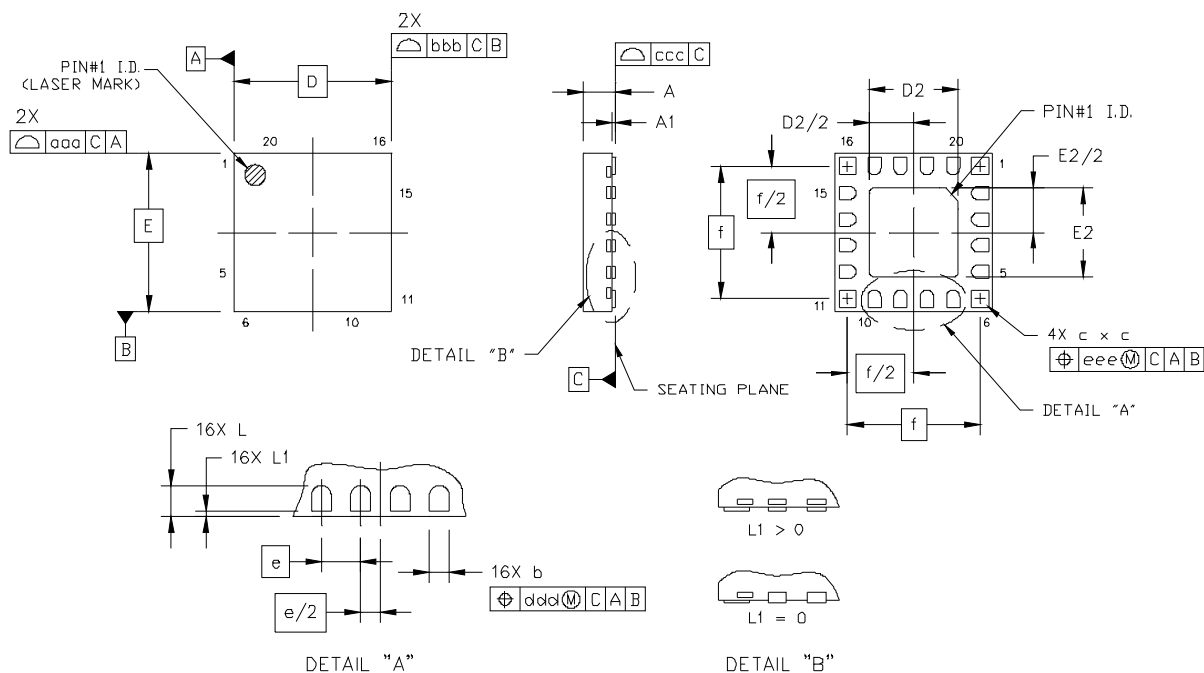 2X
bbb C B
A
D
PIN#1 I.D.
(LASER MARK)
2X
aaa C A
20
16
1
15
E
5
11
6
10
B
ccc C
A
A1
DETAIL "B"
C
SEATING PLANE
D2
D2/2
PIN#1 I.D.
16
20
1
E2/2
15
f/2
f
E2
5
11
10
6
4X c x c
eee M C A B
f/2
f
DETAIL "A"
16X L
16X L1
e
e/2
16X b
ddd M C A B
DETAIL "A"
L1 > 0
L1 = 0
DETAIL "B"